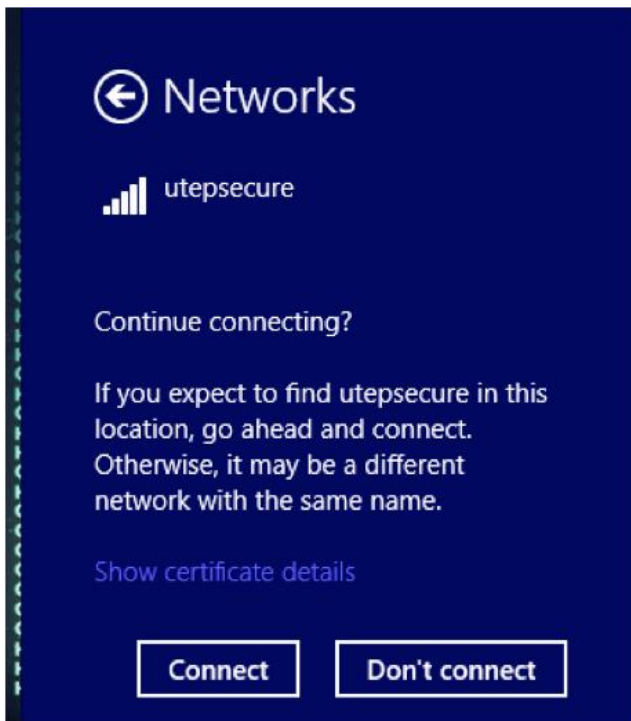 Networks
utepsecure
Continue connecting?
If you expect to find utepsecure in this
location, go ahead and connect.
Otherwise, it may be a different
network with the same name.
Show certificate details
Connect
Don't connect